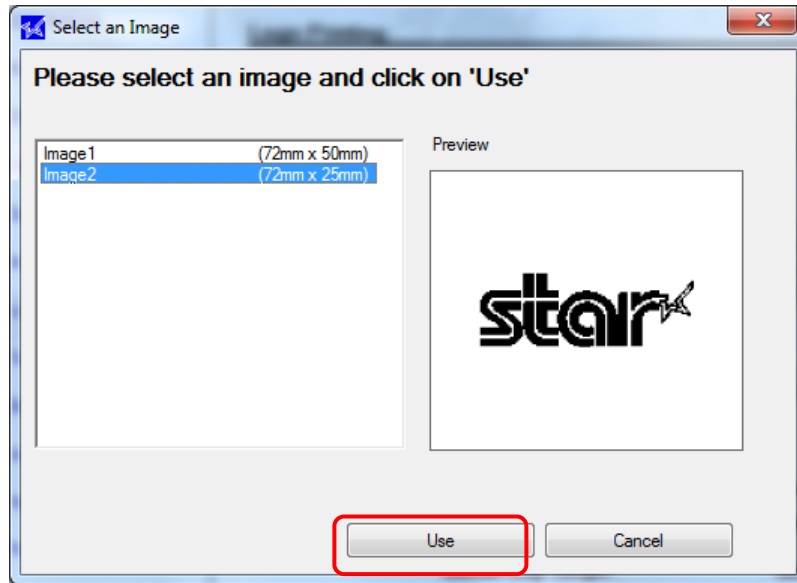 Select an Image
Please select an image and click on 'Use'
Image1 (72mm x 50mm)
Image2 (72mm x 25mm)
Preview
star
Use
Cancel